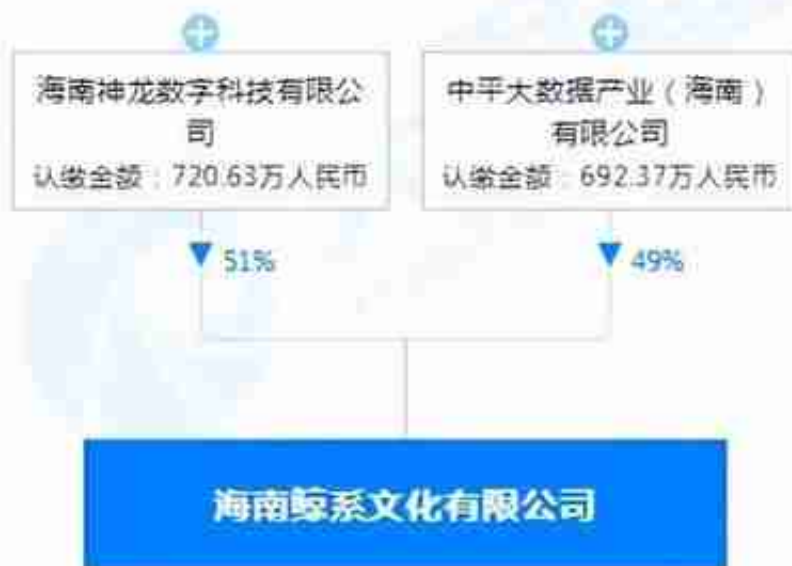 海南神龙数字科技有限公
司
认缴金额：720.63万人民币
51%
中平大数据产业（海南）
有限公司
认缴金额：692.37万人民币
49%
海南鲸系文化有限公司